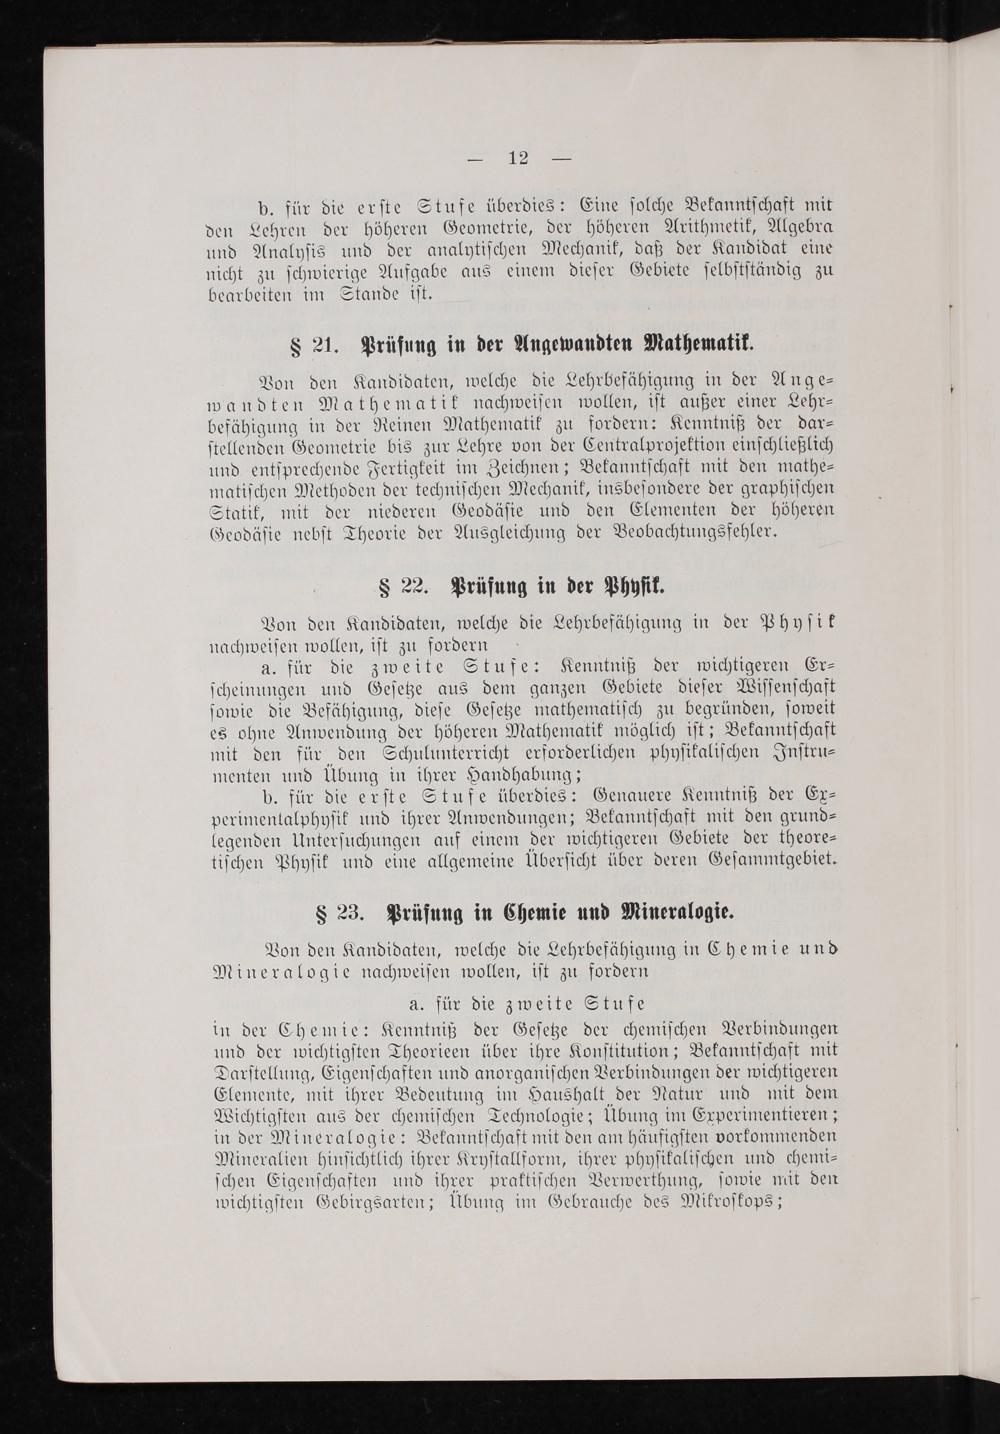 — 12 —
b. für die erste Stufe überdies: Eine solche Bekanntschaft mit
den Lehren der höheren Geometrie, der höheren Arithmetik, Algebra
und Analysis und der analytischen Mechanik, daß der Kandidat eine
nicht zu schwierige Aufgabe aus einem dieser Gebiete selbstständig zu
bearbeiten im Stande ist.
§ 21. Prüfung in der Angewandten Mathematik.
Von den Kandidaten, welche die Lehrbefähigung in der Ange-
wandten Mathematik nachweisen wollen, ist außer einer Lehr-
befähigung in der Reinen Mathematik zu fordern: Kenntniß der dar-
stellenden Geometrie bis zur Lehre von der Centralprojektion einschließlich
und entsprechende Fertigkeit im Zeichnen; Bekanntschaft mit den mathe-
matischen Methoden der technischen Mechanik, insbesondere der graphischen
Statik, mit der niederen Geodäsie und den Elementen der höheren
Geodäsie nebst Theorie der Ausgleichung der Beobachtungsfehler.
§ 22. Prüfung in der Physik.
Von den Kandidaten, welche die Lehrbefähigung in der Physik
nachweisen wollen, ist zu fordern
a. für die zweite Stufe: Kenntniß der wichtigeren Er-
scheinungen und Gesetze aus dem ganzen Gebiete dieser Wissenschaft
sowie die Befähigung, diese Gesetze mathematisch zu begründen, soweit
es ohne Anwendung der höheren Mathematik möglich ist; Bekanntschaft
mit den für den Schulunterricht erforderlichen physikalischen Instru-
menten und Übung in ihrer Handhabung;
b. für die erste Stufe überdies: Genauere Kenntniß der Ex-
perimentalphysik und ihrer Anwendungen; Bekanntschaft mit den grund-
legenden Untersuchungen auf einem der wichtigeren Gebiete der theore-
tischen Physik und eine allgemeine Übersicht über deren Gesammtgebiet.
§ 23. Prüfung in Chemie und Mineralogie.
Von den Kandidaten, welche die Lehrbefähigung in Chemie und
Mineralogie nachweisen wollen, ist zu fordern
a. für die zweite Stufe
in der Chemie: Kenntniß der Gesetze der chemischen Verbindungen
und der wichtigsten Theorieen über ihre Konstitution; Bekanntschaft mit
Darstellung, Eigenschaften und anorganischen Verbindungen der wichtigeren
Elemente, mit ihrer Bedeutung im Haushalt der Natur und mit dem
Wichtigsten aus der chemischen Technologie; Übung im Experimentieren;
in der Mineralogie: Bekanntschaft mit den am häufigsten vorkommenden
Mineralien hinsichtlich ihrer Krystallform, ihrer physikalischen und chemi-
schen Eigenschaften und ihrer praktischen Verwerthung, sowie mit den
wichtigsten Gebirgsarten; Übung im Gebrauche des Mikroskops;